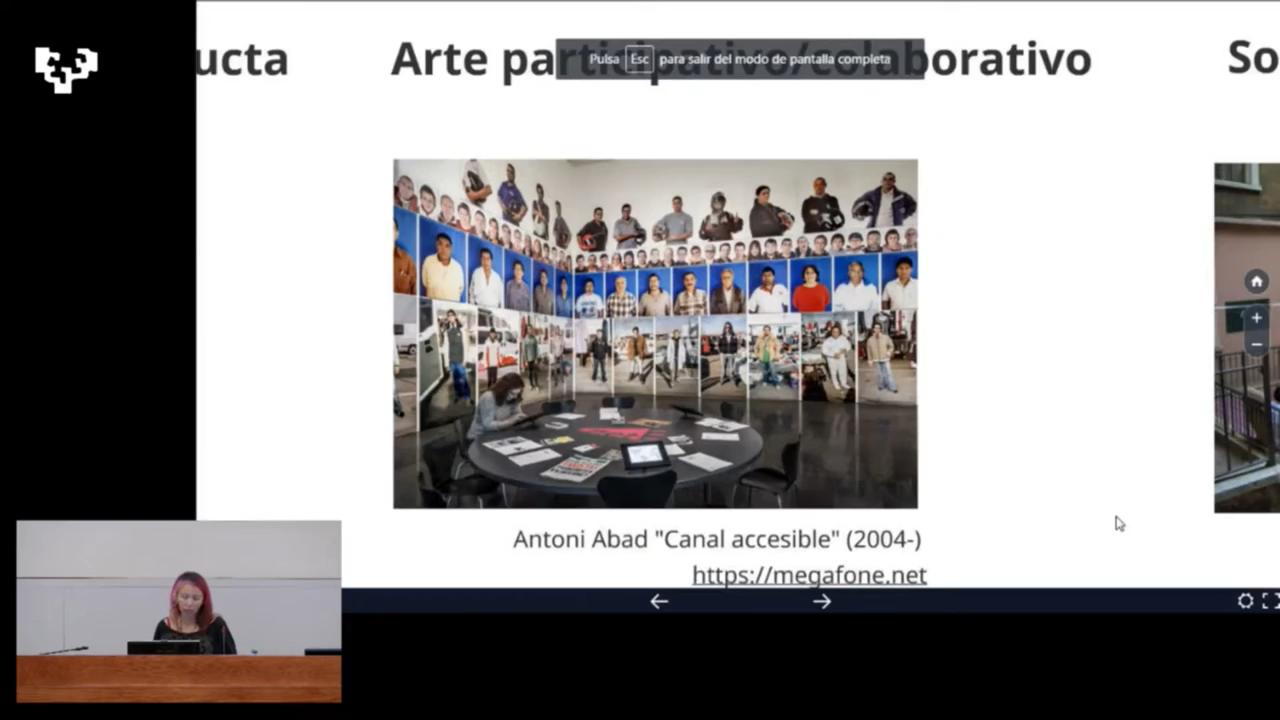 ucta
Arte participativo/colaborativo
So
Pulsa Esc para salir del modo de pantalla completa
Antoni Abad "Canal accesible" (2004-)
https://megafone.net